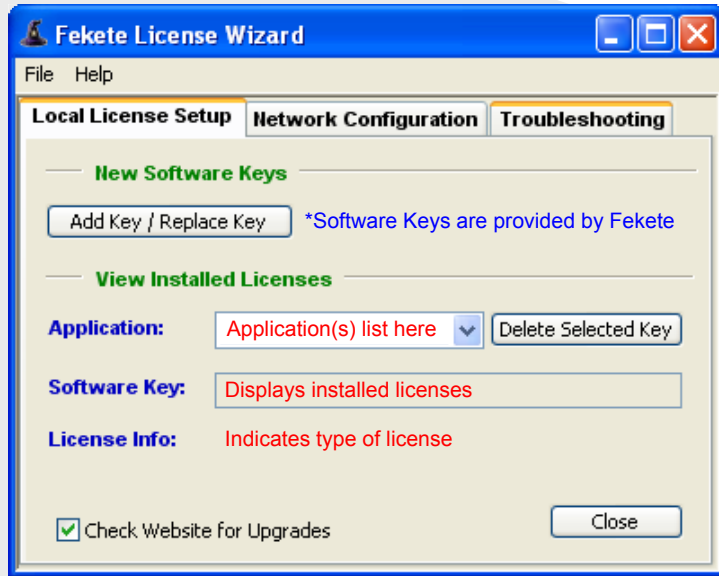 Fekete License Wizard
File Help
Local License Setup Network Configuration Troubleshooting
New Software Keys
Add Key / Replace Key *Software Keys are provided by Fekete
View Installed Licenses
Application: Application(s) list here Delete Selected Key
Software Key: Displays installed licenses
License Info: Indicates type of license
Check Website for Upgrades Close